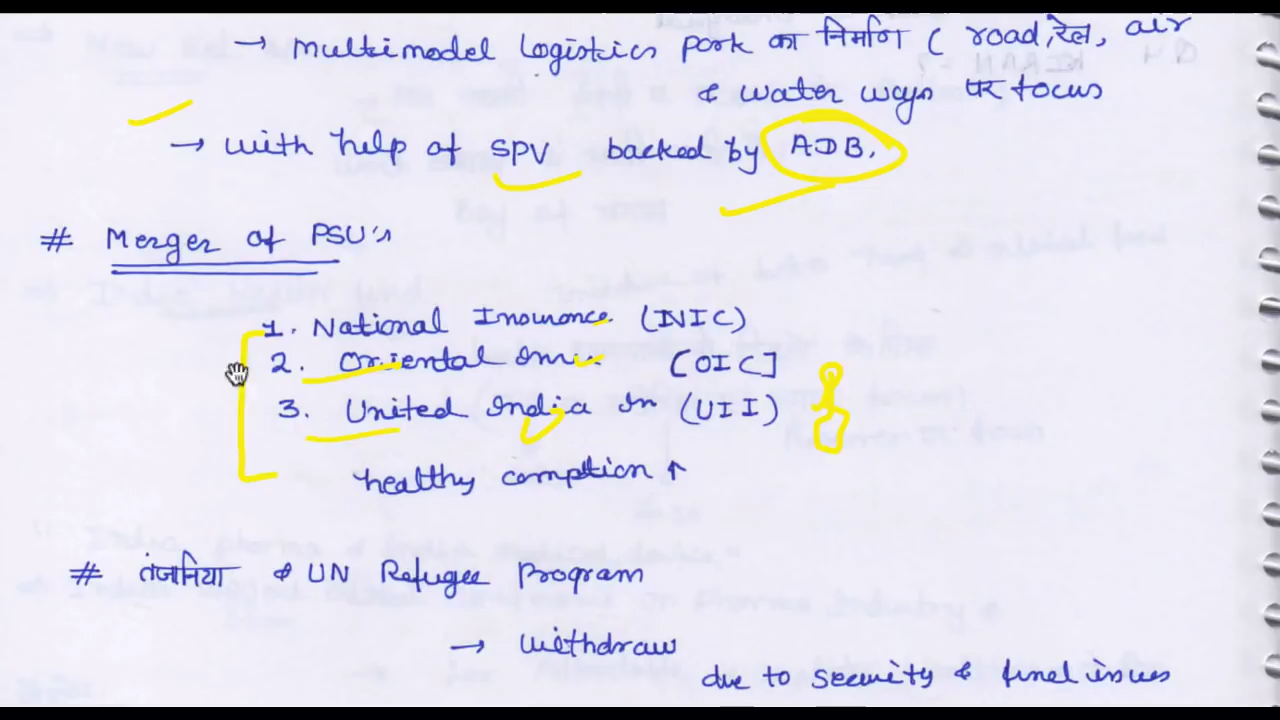 → multimodel Logistics park का निर्माण ( road, रेल, air
& water ways पर focus
→ with help of SPV backed by ADB.
# Merger of PSU's
1. National Insurance (NIC)
2. Oriental Ins [OIC]
3. United India In (UII)
healthy comption ↑
# तंजानिया & UN Refugee Program
→ withdraw
due to security & finel issues